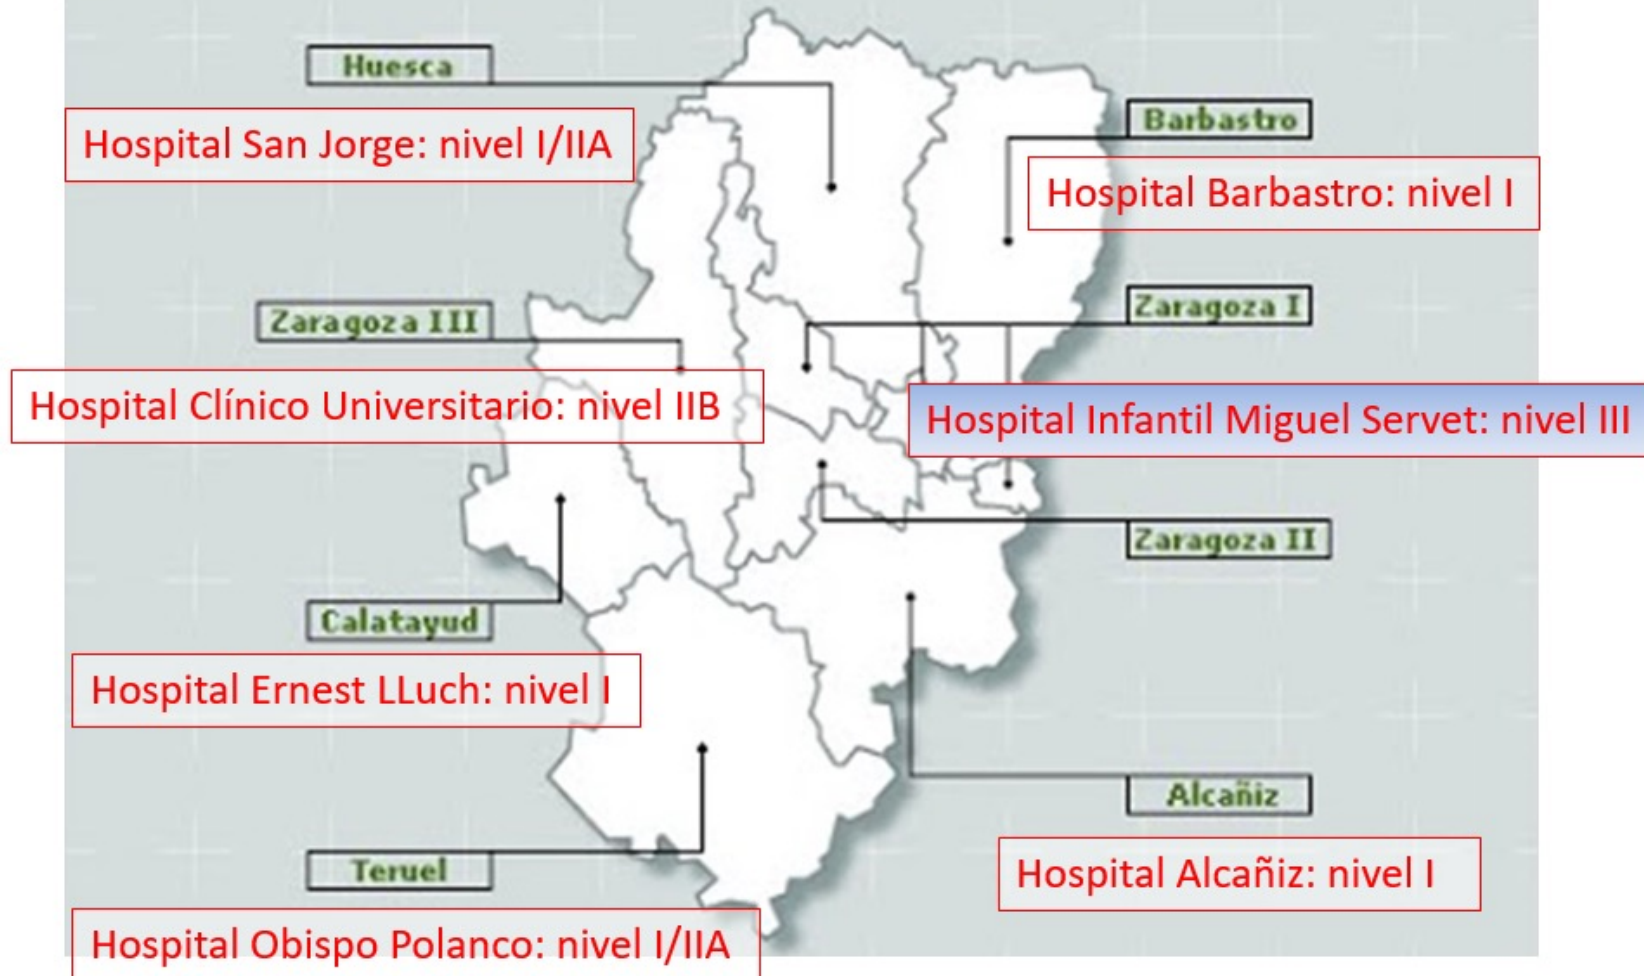 Huesca
Hospital San Jorge: nivel I/IIA
Barbastro
Hospital Barbastro: nivel I
Zaragoza I
Zaragoza III
Hospital Clínico Universitario: nivel IIB
Hospital Infantil Miguel Servet: nivel III
Zaragoza II
Calatayud
Hospital Ernest LLuch: nivel I
Alcañiz
Hospital Alcañiz: nivel I
Teruel
Hospital Obispo Polanco: nivel I/IIA